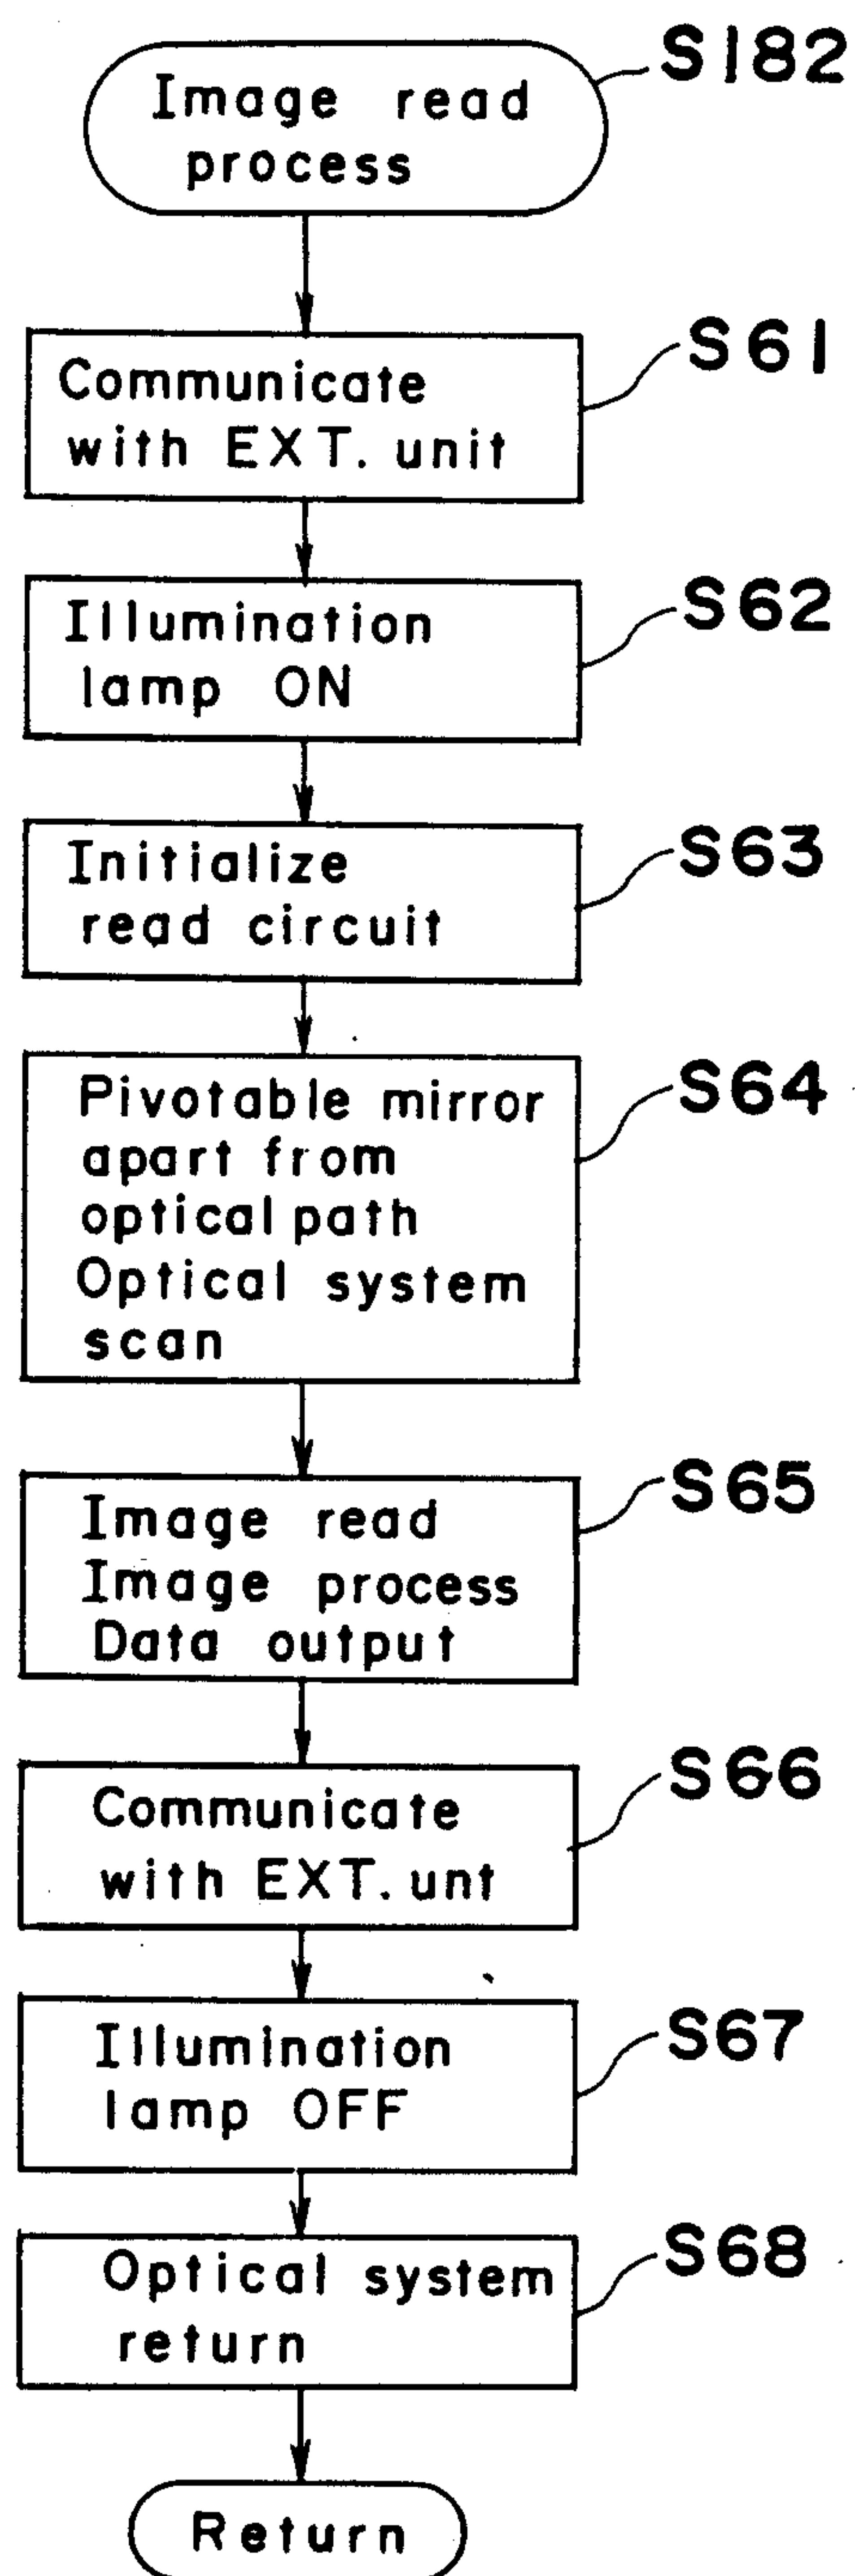 S182
Image read
process
S61
Communicate
with EXT. unit
S62
Illumination
lamp ON
S63
Initialize
read circuit
S64
Pivotable mirror
apart from
optical path
Optical system
scan
S65
Image read
Image process
Data output
S66
Communicate
with EXT. unt
S67
Illumination
lamp OFF
S68
Optical system
return
Return